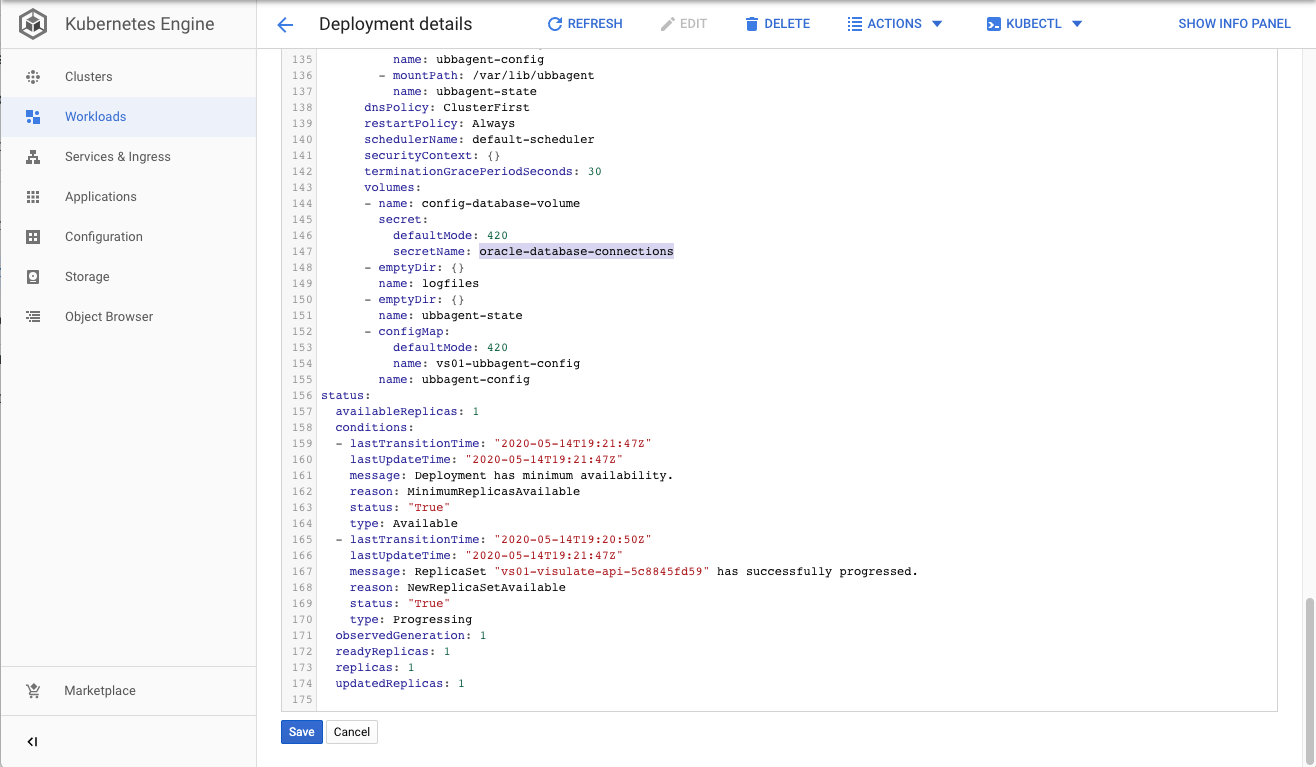 Kubernetes Engine
Deployment details
REFRESH
EDIT
DELETE
ACTIONS
KUBECTL
SHOW INFO PANEL
Clusters
Workloads
Services & Ingress
Applications
Configuration
Storage
Object Browser
Marketplace
135 name: ubbagent-config
136 - mountPath: /var/lib/ubbagent
137 name: ubbagent-state
138 dnsPolicy: ClusterFirst
139 restartPolicy: Always
140 schedulerName: default-scheduler
141 securityContext: {}
142 terminationGracePeriodSeconds: 30
143 volumes:
144 - name: config-database-volume
145 secret:
146 defaultMode: 420
147 secretName: oracle-database-connections
148 - emptyDir: {}
149 name: logfiles
150 - emptyDir: {}
151 name: ubbagent-state
152 - configMap:
153 defaultMode: 420
154 name: vs01-ubbagent-config
155 name: ubbagent-config
156 status:
157 availableReplicas: 1
158 conditions:
159 - lastTransitionTime: "2020-05-14T19:21:47Z"
160 lastUpdateTime: "2020-05-14T19:21:47Z"
161 message: Deployment has minimum availability.
162 reason: MinimumReplicasAvailable
163 status: "True"
164 type: Available
165 - lastTransitionTime: "2020-05-14T19:20:50Z"
166 lastUpdateTime: "2020-05-14T19:21:47Z"
167 message: ReplicaSet "vs01-visulate-api-5c8845fd59" has successfully progressed.
168 reason: NewReplicaSetAvailable
169 status: "True"
170 type: Progressing
171 observedGeneration: 1
172 readyReplicas: 1
173 replicas: 1
174 updatedReplicas: 1
175
Save
Cancel